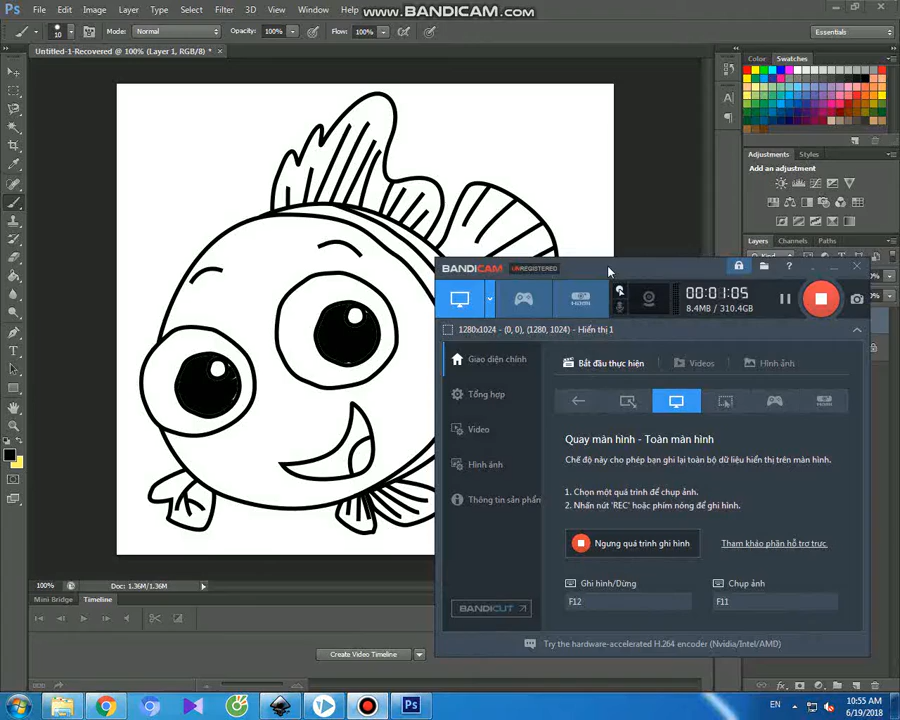 Ps File Edit Image Layer Type Select Filter 3D View Window Help
www.BANDICAM.com
10 Mode: Normal Opacity: 100% Flow: 100% Essentials
Untitled-1-Recovered @ 100% (Layer 1, RGB/8) * ×
Color Swatches
Adjustments Styles
Add an adjustment
Layers Channels Paths
BANDICAM UNREGISTERED
HDMI
00:01:05
8.4MB / 310.4GB
1280x1024 - (0, 0), (1280, 1024) - Hiển thị 1
Giao diện chính
Tổng hợp
Video
Hình ảnh
Thông tin sản phẩm
BANDICUT
Bắt đầu thực hiện Videos Hình ảnh
HDMI
Quay màn hình - Toàn màn hình
Chế độ này cho phép bạn ghi lại toàn bộ dữ liệu hiển thị trên màn hình.
1. Chọn một quá trình để chụp ảnh.
2. Nhấn nút 'REC' hoặc phím nóng để ghi hình.
Ngưng quá trình ghi hình Tham khảo phần hỗ trợ trực.
Ghi hình/Dừng Chụp ảnh
F12 F11
Try the hardware-accelerated H.264 encoder (Nvidia/Intel/AMD)
100% Doc: 1.36M/1.36M
Mini Bridge Timeline
Create Video Timeline
Ps EN 10:55 AM
6/19/2018